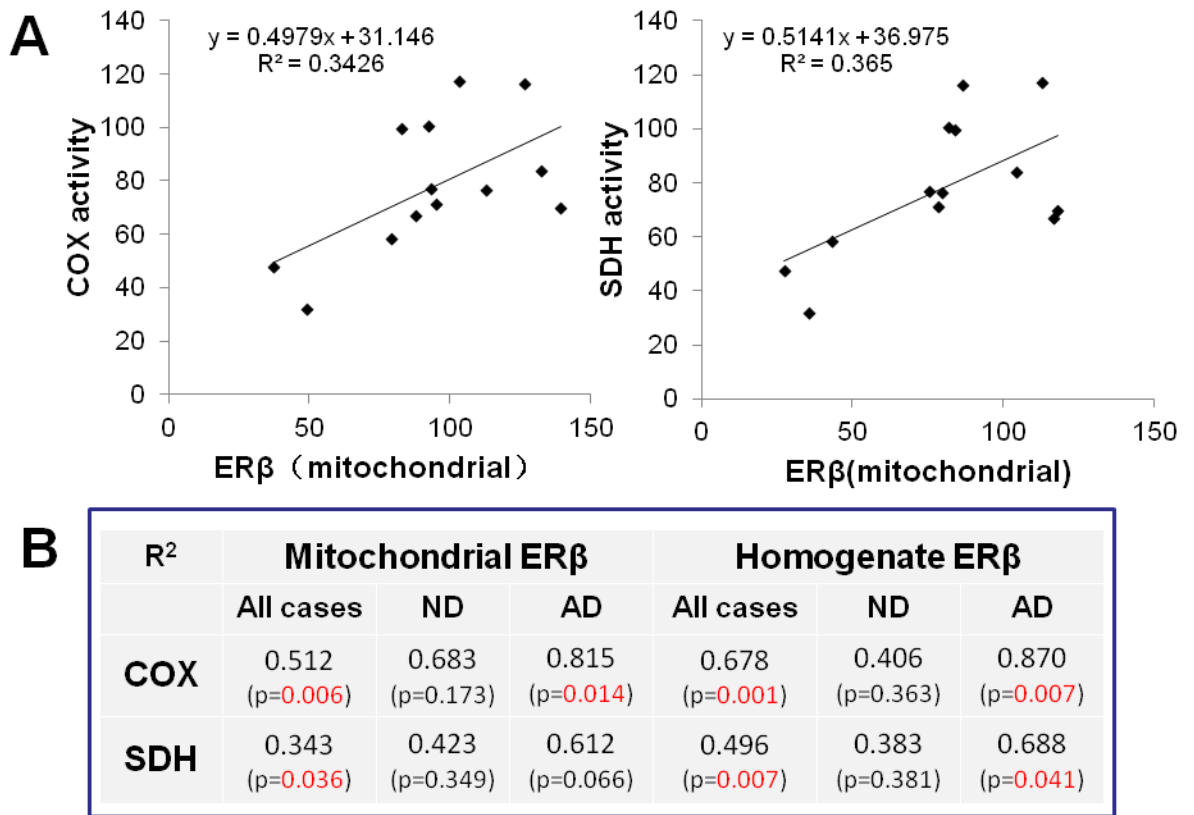 A
y = 0.4979x + 31.146
R² = 0.3426
140
120
100
80
60
40
20
0
COX activity
0 50 100 150
ERβ（mitochondrial）
y = 0.5141x + 36.975
R² = 0.365
140
120
100
80
60
40
20
0
SDH activity
0 50 100 150
ERβ(mitochondrial)
B
R² Mitochondrial ERβ Homogenate ERβ
All cases ND AD All cases ND AD
COX
0.512 0.683 0.815 0.678 0.406 0.870
(p=0.006) (p=0.173) (p=0.014) (p=0.001) (p=0.363) (p=0.007)
SDH
0.343 0.423 0.612 0.496 0.383 0.688
(p=0.036) (p=0.349) (p=0.066) (p=0.007) (p=0.381) (p=0.041)